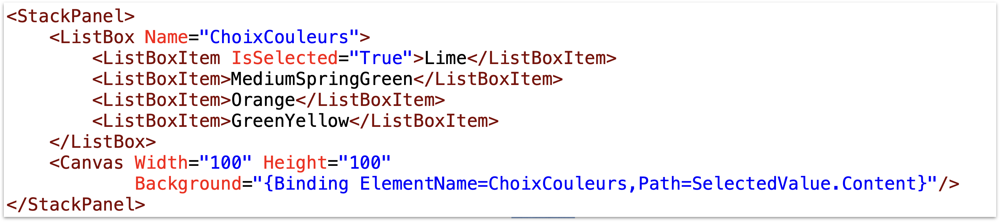 <StackPanel>
    <ListBox Name="ChoixCouleurs">
        <ListBoxItem IsSelected="True">Lime</ListBoxItem>
        <ListBoxItem>MediumSpringGreen</ListBoxItem>
        <ListBoxItem>Orange</ListBoxItem>
        <ListBoxItem>GreenYellow</ListBoxItem>
    </ListBox>
    <Canvas Width="100" Height="100"
            Background="{Binding ElementName=ChoixCouleurs,Path=SelectedValue.Content}"/>
</StackPanel>